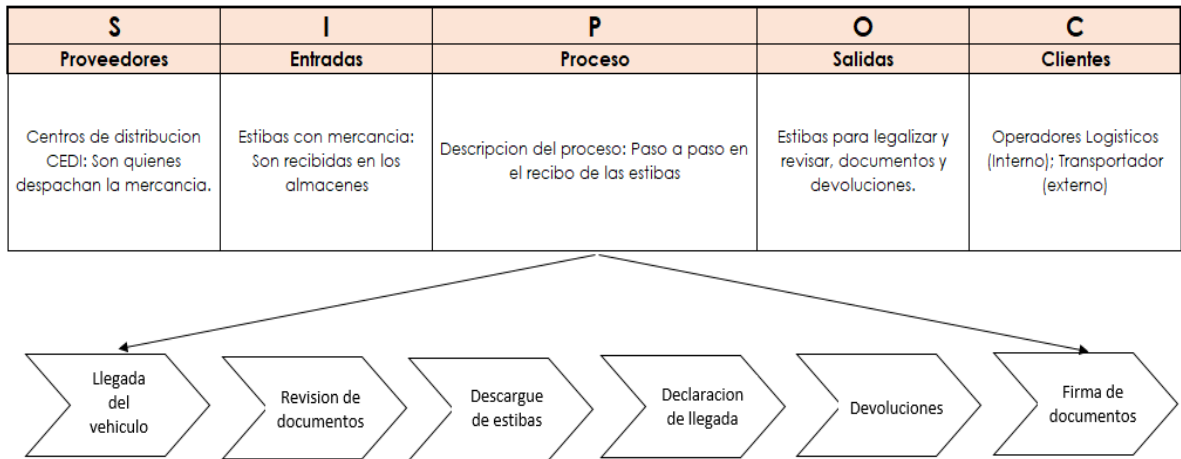 S
I
P
O
C
Proveedores
Entradas
Proceso
Salidas
Clientes
Centros de distribucion
CEDI: Son quienes
despachan la mercancia.
Estibas con mercancia:
Son recibidas en los
almacenes
Descripcion del proceso: Paso a paso en
el recibo de las estibas
Estibas para legalizar y
revisar, documentos y
devoluciones.
Operadores Logisticos
(Interno); Transportador
(externo)
Llegada
del
vehiculo
Revision de
documentos
Descargue
de estibas
Declaracion
de llegada
Devoluciones
Firma de
documentos